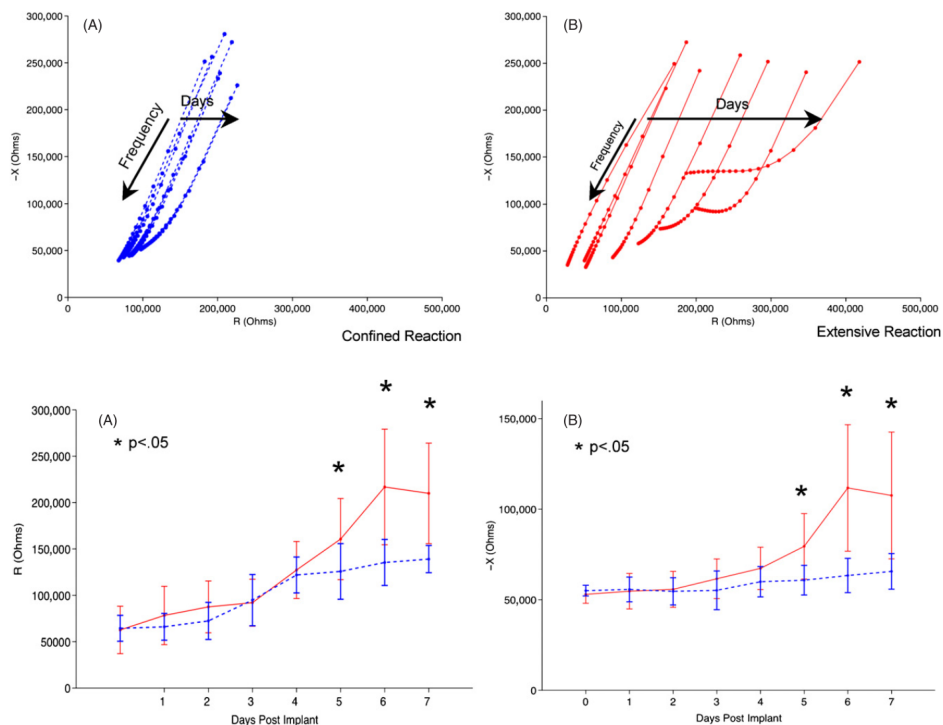 (A)
300,000
250,000
200,000
150,000
100,000
50,000
0
-X (Ohms)
Frequency
Days
0
100,000
200,000
300,000
400,000
500,000
R (Ohms)
Confined Reaction
(B)
300,000
250,000
200,000
150,000
100,000
50,000
0
-X (Ohms)
Frequency
Days
0
100,000
200,000
300,000
400,000
500,000
R (Ohms)
Extensive Reaction
(A)
* p<.05
300,000
250,000
200,000
150,000
100,000
50000
0
R (Ohms)
*
*
*
1
2
3
4
5
6
7
Days Post Implant
(B)
* p<.05
150,000
100,000
50,000
0
-X (Ohms)
*
*
*
0
1
2
3
4
5
6
7
Days Post Implant